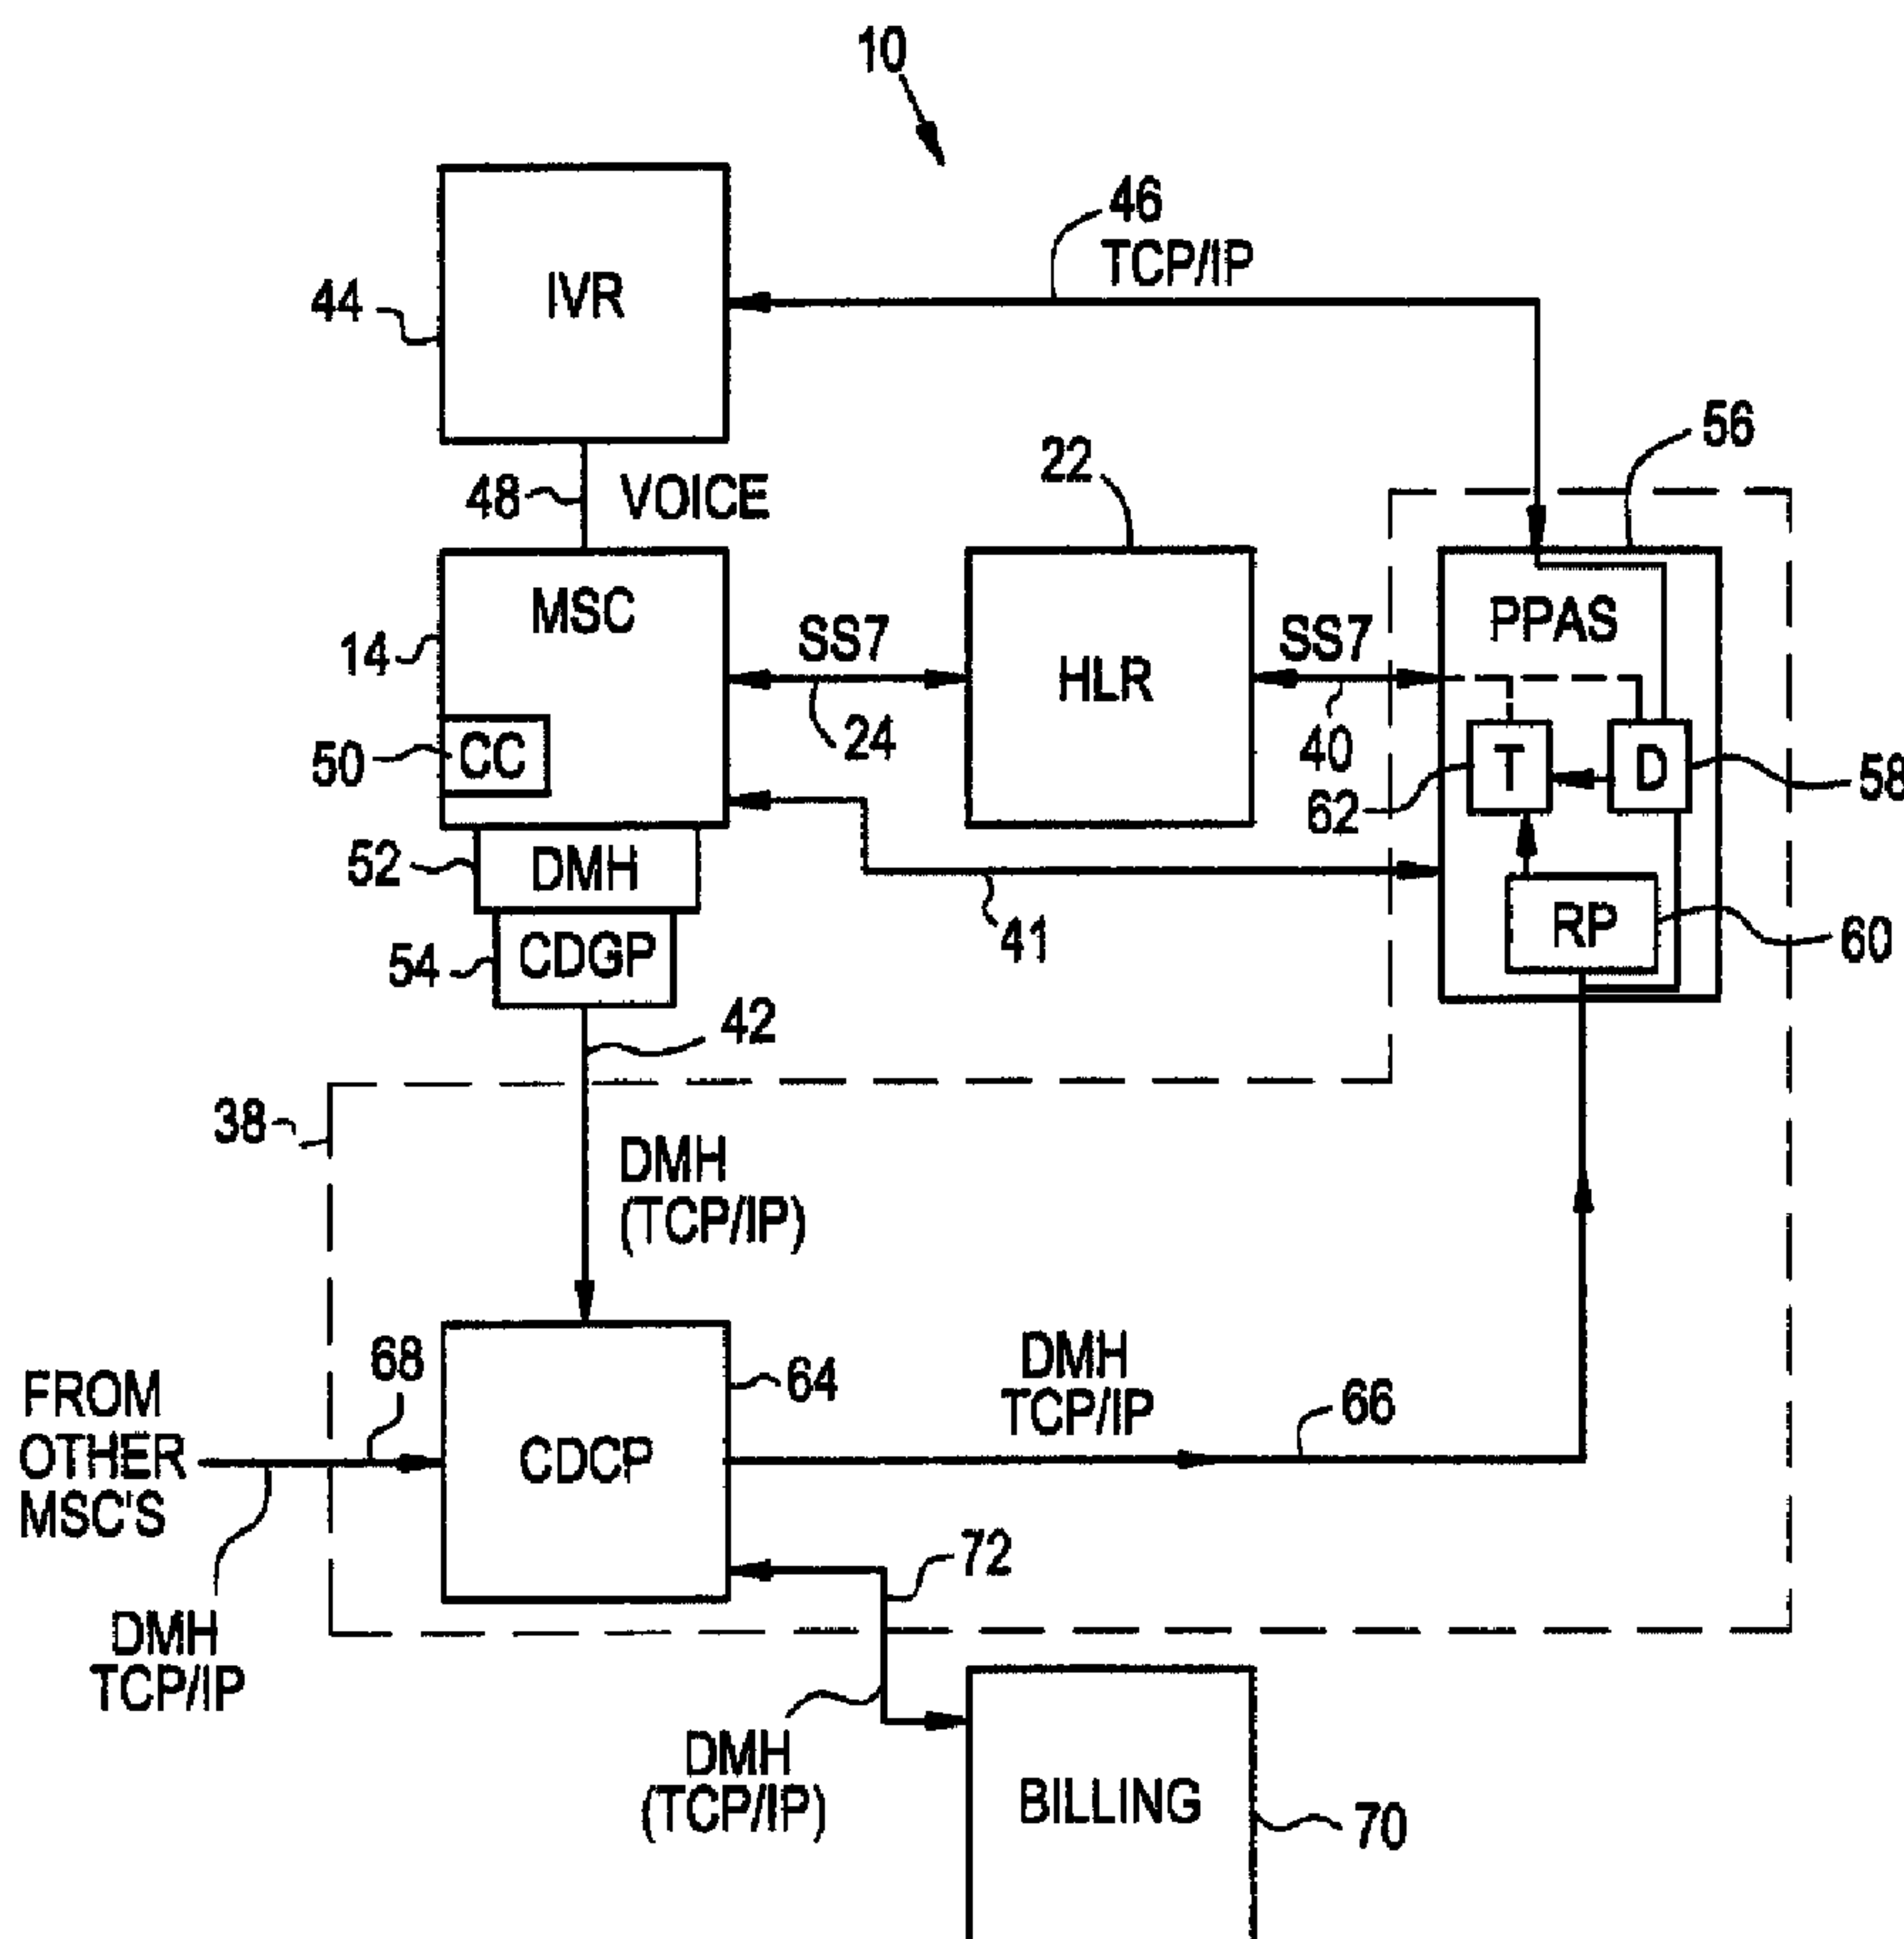 10
46
TCP/IP
IVR
44
56
22
48
VOICE
MSC
14
SS7
24
HLR
SS7
40
PPAS
CC
50
T
D
62
58
DMH
52
RP
60
CDGP
54
41
42
38
DMH
(TCP/IP)
FROM
OTHER
MSC'S
68
CDCP
64
DMH
TCP/IP
66
72
DMH
TCP/IP
DMH
(TCP/IP)
BILLING
70